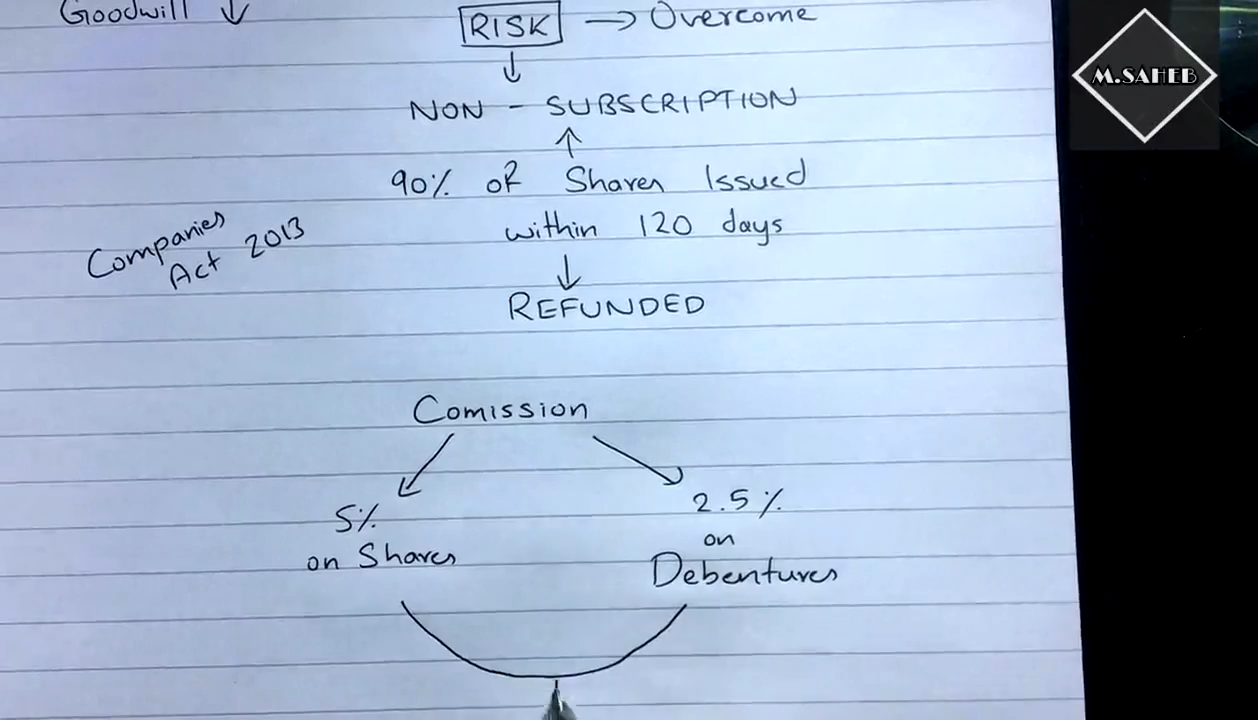 Goodwill ↓
RISK → Overcome
↓
NON - SUBSCRIPTION
↑
90% of Shares Issued
within 120 days
Companies
Act 2013
↓
REFUNDED
Comission
5%
on Shares
2.5%
on
Debentures
M.SAHEB